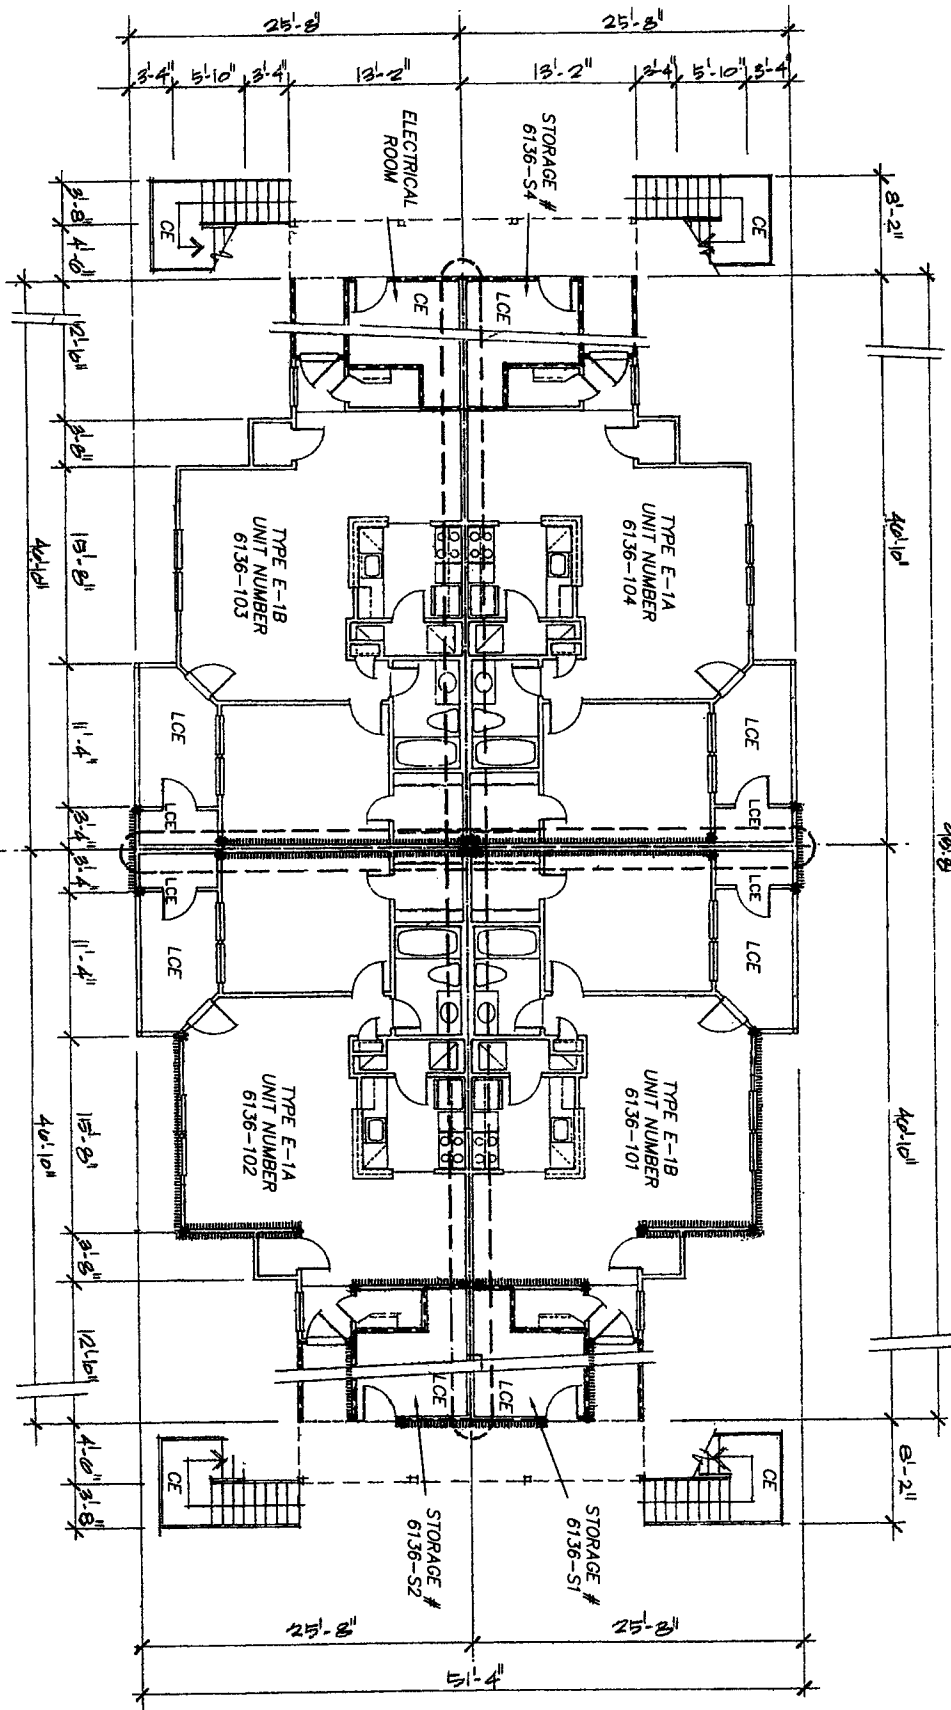 25'-8"
25'-8"
3'-4"
5'-10"
3'-4"
13'-2"
13'-2"
3'-4"
5'-10"
3'-4"
ELECTRICAL
ROOM
STORAGE #
6136-S4
8'-2"
3'-8"
4'-6"
CE
CE
CE
LCE
12'-10"
40'-10"
3'-8"
TYPE E-1B
UNIT NUMBER
6136-103
TYPE E-1A
UNIT NUMBER
6136-104
15'-8"
40'-10"
LCE
LCE
11'-4"
LCE
LCE
3'-4"
3'-4"
LCE
LCE
LCE
LCE
11'-4"
TYPE E-1A
UNIT NUMBER
6136-102
TYPE E-1B
UNIT NUMBER
6136-101
15'-8"
40'-10"
40'-10"
3'-8"
12'-10"
LCE
LCE
4'-6"
3'-8"
CE
CE
8'-2"
STORAGE #
6136-S2
STORAGE #
6136-S1
25'-8"
25'-8"
51'-4"